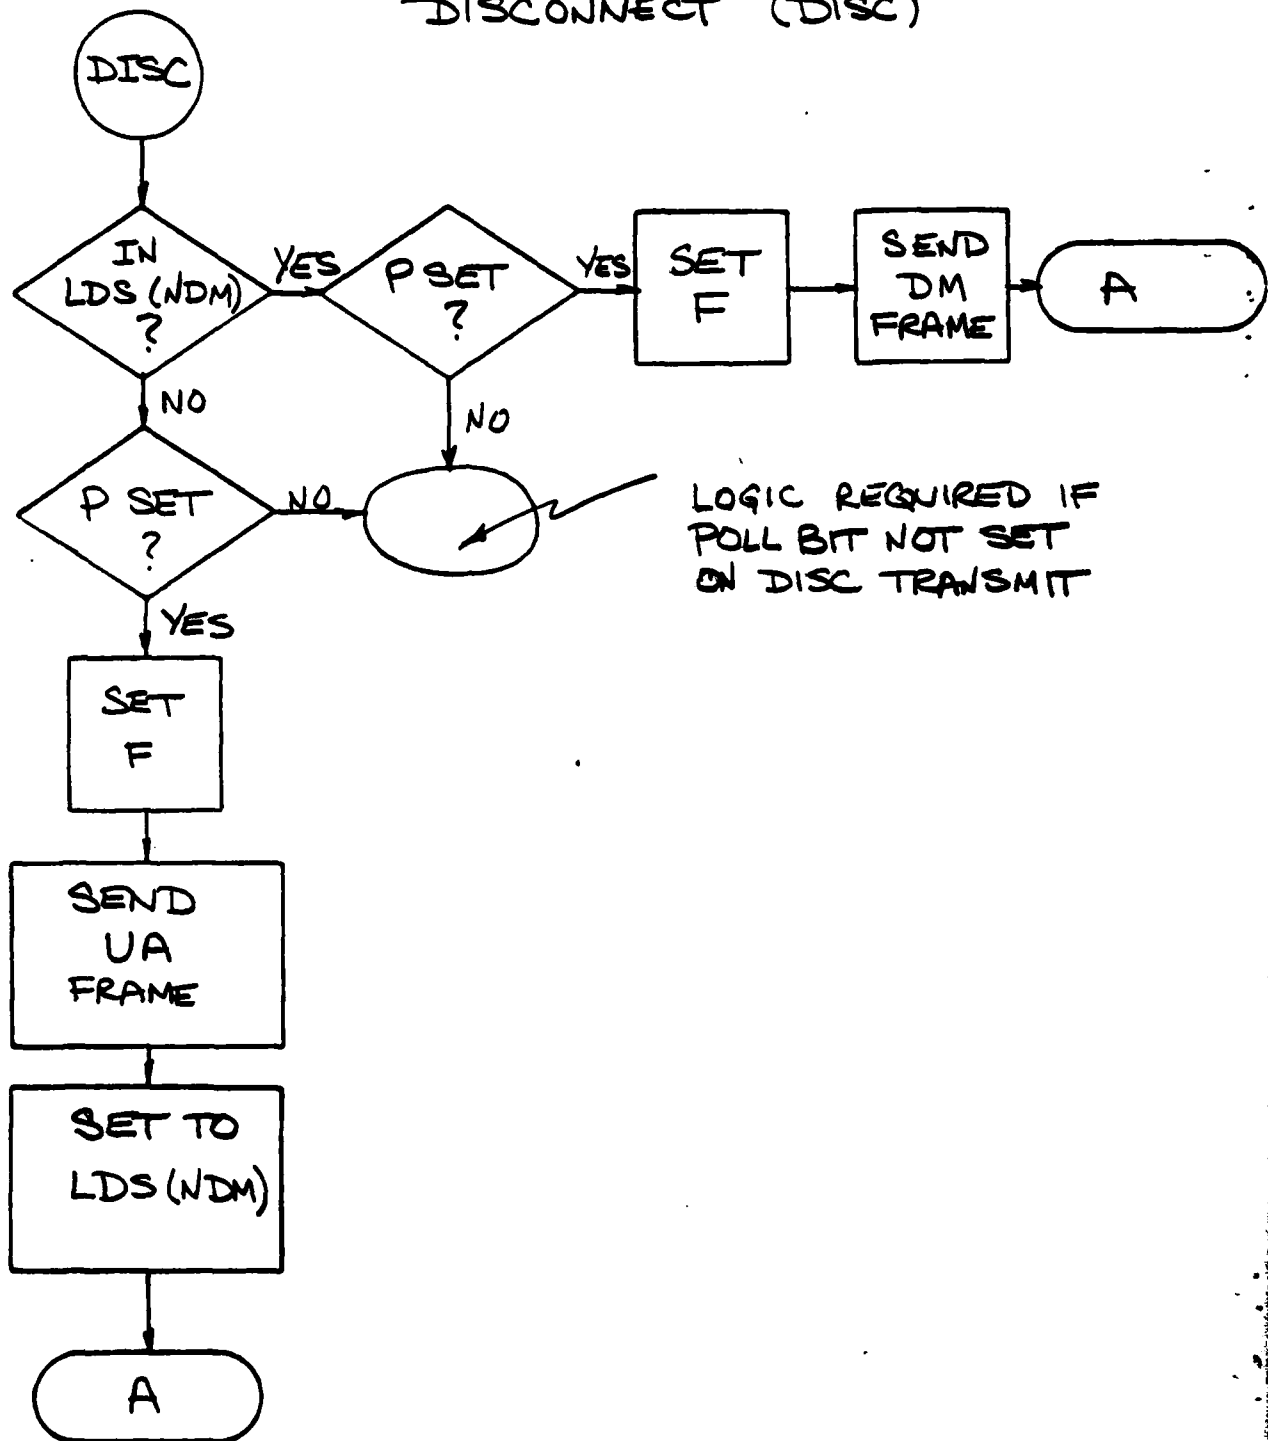 DISCONNECT (DISC)
DISC
IN
LDS (NDM)
?
YES
P SET
?
YES
SET
F
SEND
DM
FRAME
A
NO
NO
P SET
?
NO
LOGIC REQUIRED IF
POLL BIT NOT SET
ON DISC TRANSMIT
YES
SET
F
SEND
UA
FRAME
SET TO
LDS (NDM)
A